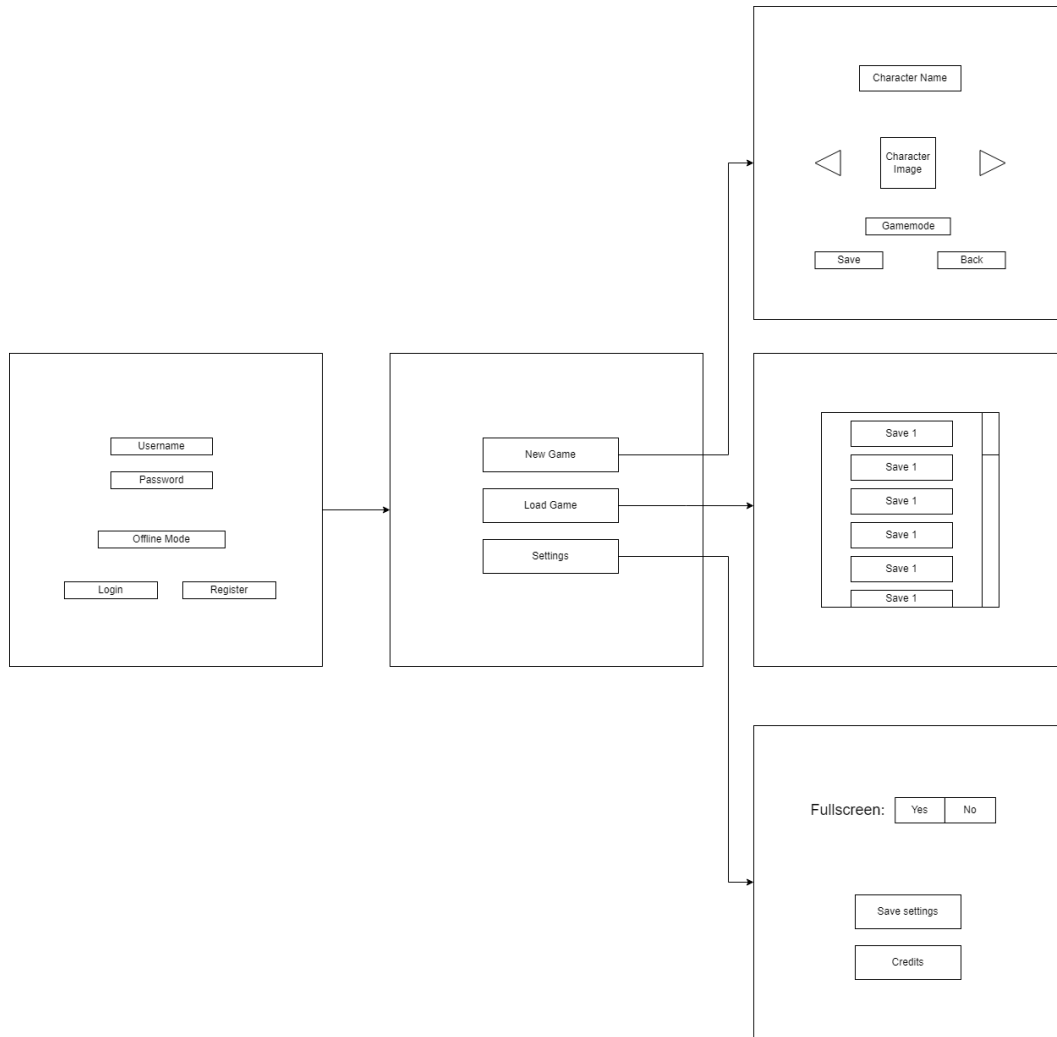 Character Name
Character
Image
Gamemode
Save
Back
Username
Password
Offline Mode
Login
Register
New Game
Load Game
Settings
Save 1
Save 1
Save 1
Save 1
Save 1
Save 1
Fullscreen:
Yes
No
Save settings
Credits